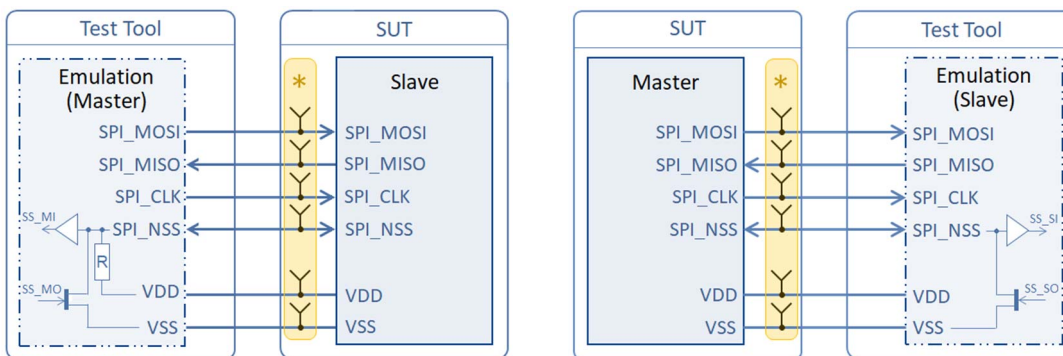 Test Tool
Emulation
(Master)
SPI_MOSI
SPI_MISO
SPI_CLK
SPI_NSS
SS_MI
R
SS_MO
VDD
VSS
SUT
*
Slave
SPI_MOSI
SPI_MISO
SPI_CLK
SPI_NSS
VDD
VSS
SUT
Master
*
SPI_MOSI
SPI_MISO
SPI_CLK
SPI_NSS
VDD
VSS
Test Tool
Emulation
(Slave)
SPI_MOSI
SPI_MISO
SPI_CLK
SPI_NSS
SS_SI
SS_SO
VDD
VSS